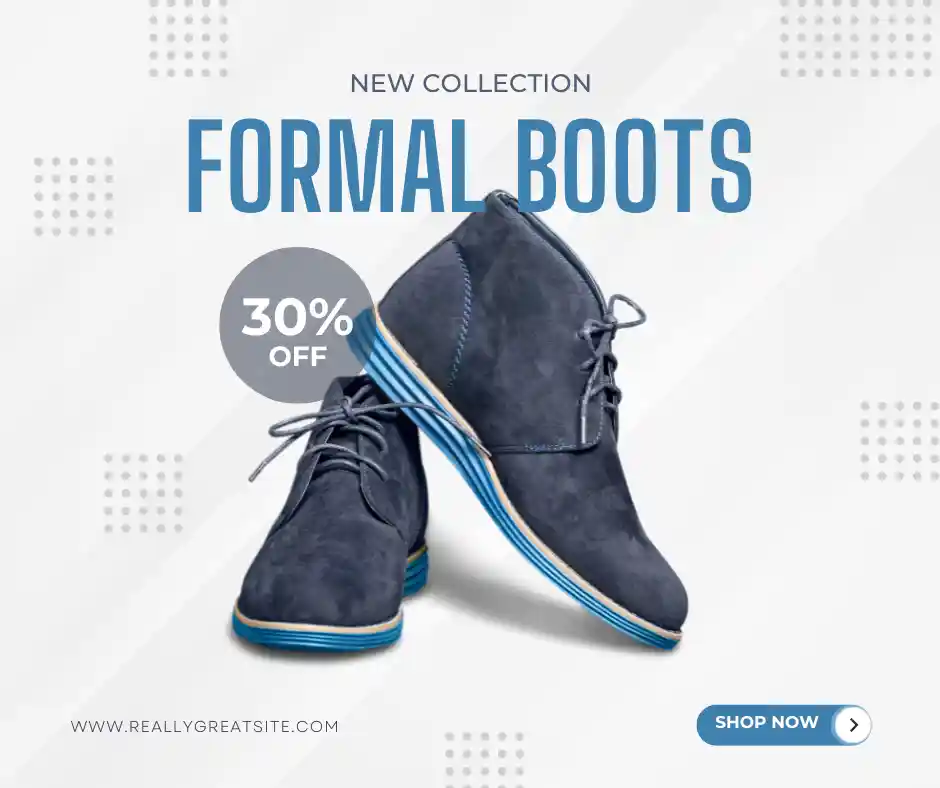 NEW COLLECTION
FORMAL BOOTS
30%
OFF
WWW.REALLYGREATSITE.COM
SHOP NOW